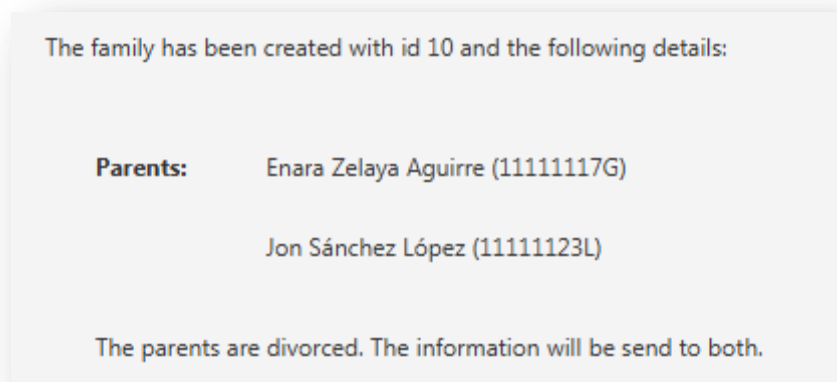 The family has been created with id 10 and the following details:
Parents: Enara Zelaya Aguirre (11111117G)
Jon Sánchez López (11111123L)
The parents are divorced. The information will be send to both.